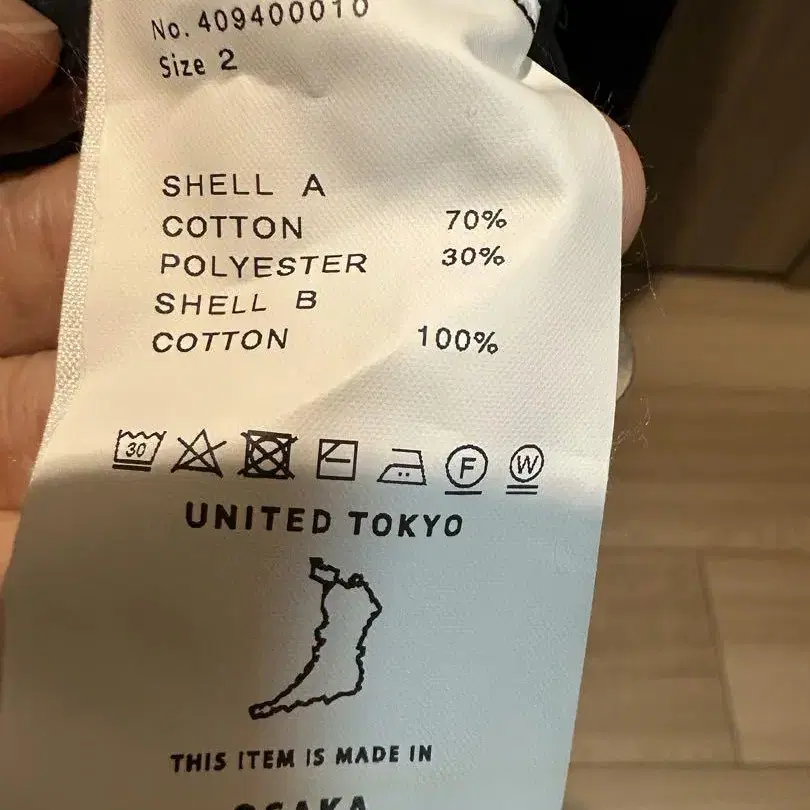 No. 409400010
Size 2
SHELL A
COTTON 70%
POLYESTER 30%
SHELL B
COTTON 100%
30 F W
UNITED TOKYO
THIS ITEM IS MADE IN
OSAKA